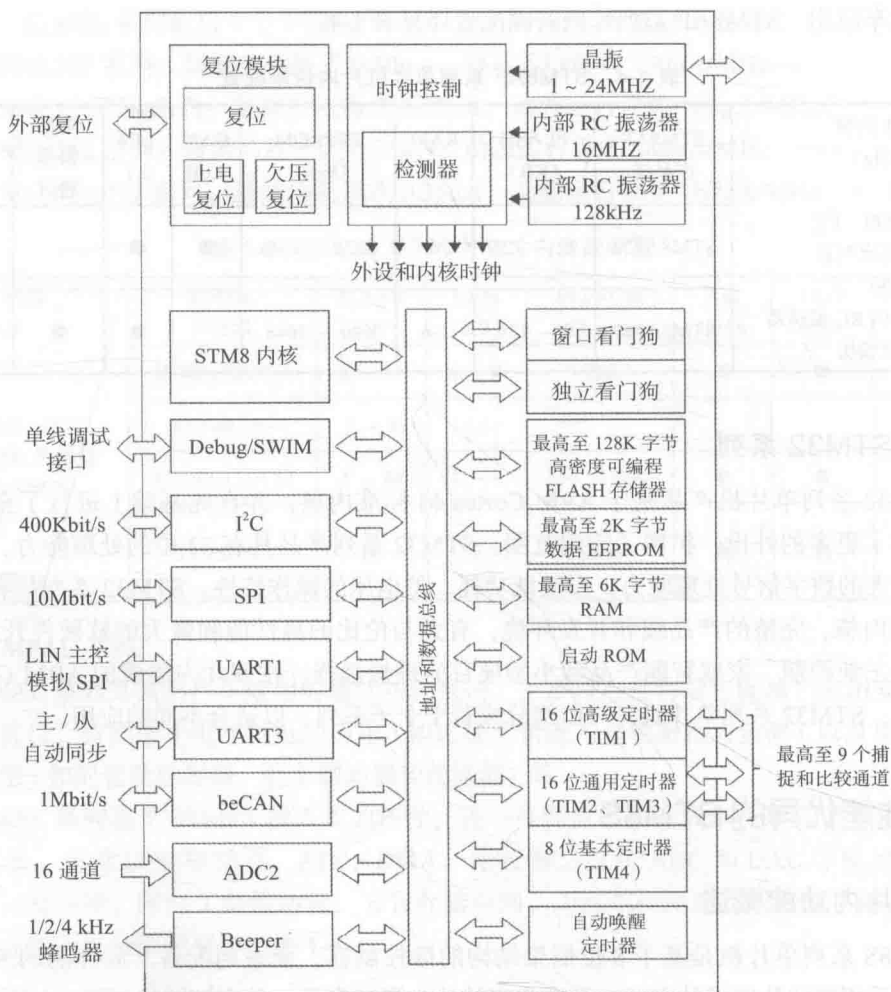 复位模块
复位
上电
复位
欠压
复位
外部复位
时钟控制
检测器
晶振
1 ~ 24MHZ
内部 RC 振荡器
16MHZ
内部 RC 振荡器
128kHz
外设和内核时钟
STM8 内核
单线调试
接口
Debug/SWIM
400Kbit/s
I²C
10Mbit/s
SPI
LIN 主控
模拟 SPI
UART1
主 / 从
自动同步
UART3
1Mbit/s
beCAN
16 通道
ADC2
1/2/4 kHz
蜂鸣器
Beeper
地址和数据总线
窗口看门狗
独立看门狗
最高至 128K 字节
高密度可编程
FLASH 存储器
最高至 2K 字节
数据 EEPROM
最高至 6K 字节
RAM
启动 ROM
16 位高级定时器
（TIM1）
16 位通用定时器
（TIM2、TIM3）
8 位基本定时器
（TIM4）
自动唤醒
定时器
最高至 9 个捕
捉和比较通道
STM32 系列